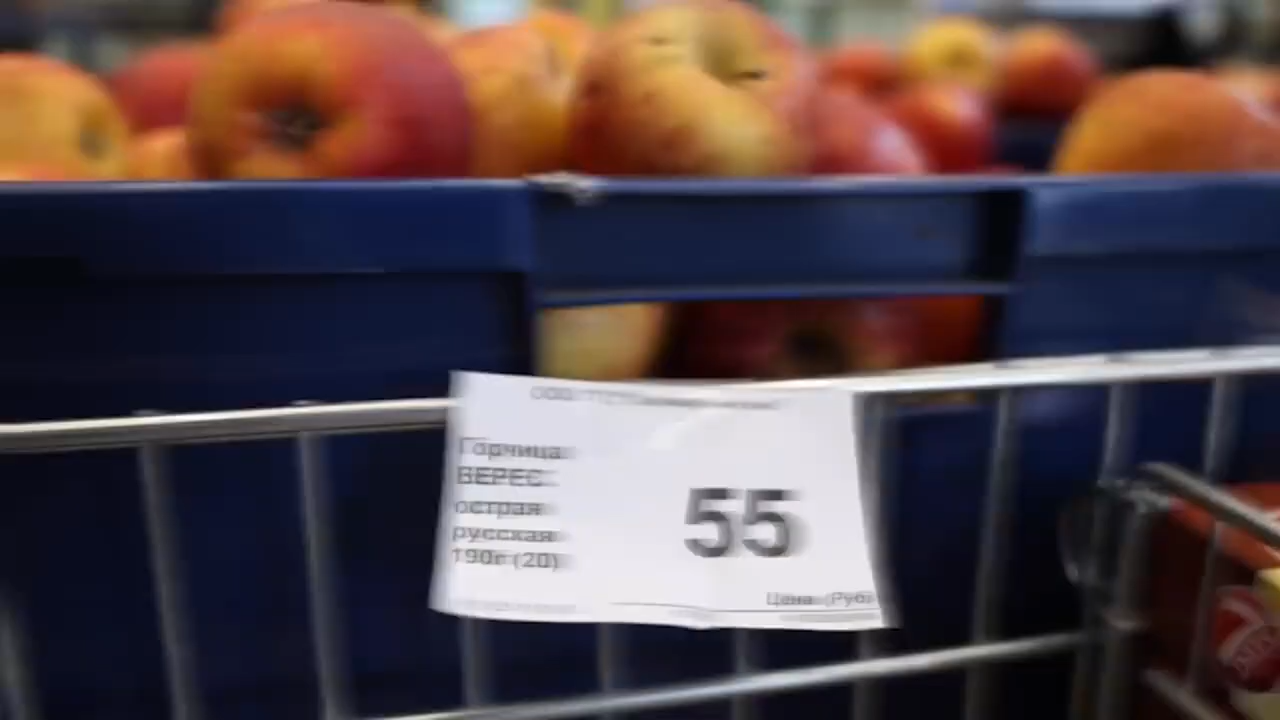 Горчица
ВЕРЕС
острая
русская
190г (20)
55
Цена (Руб)